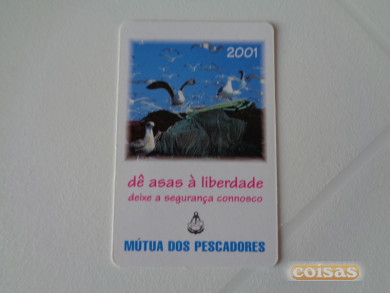 2001
dê asas à liberdade
deixe a segurança connosco
MÚTUA DOS PESCADORES
coisas